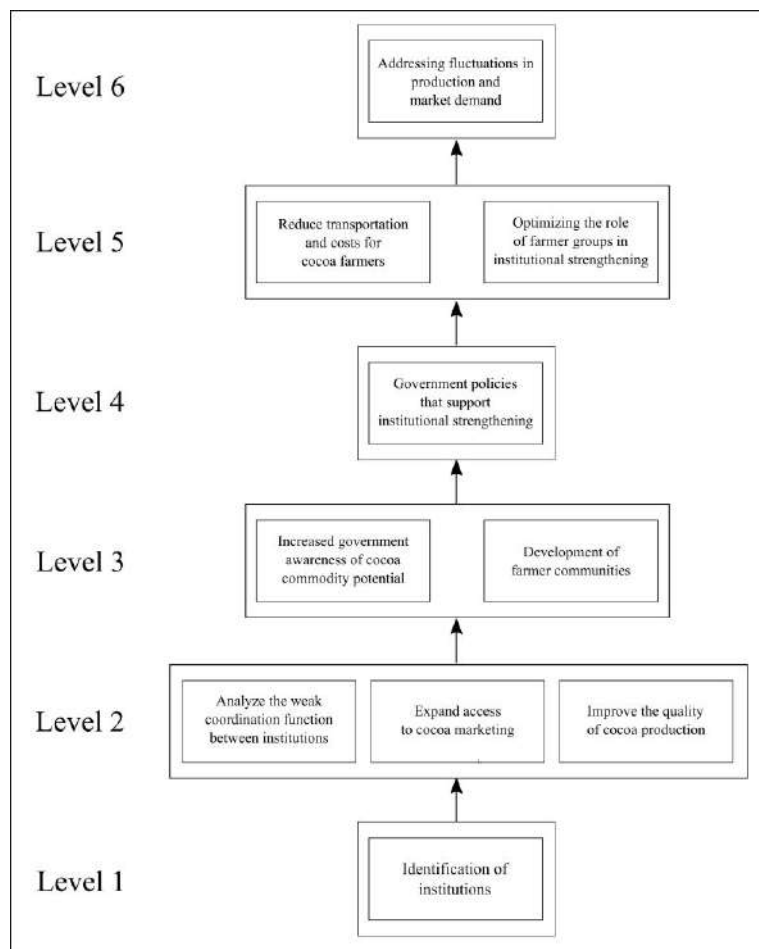 Level 6
Addressing fluctuations in
production and
market demand
Level 5
Reduce transportation
and costs for
cocoa farmers
Optimizing the role
of farmer groups in
institutional strengthening
Level 4
Government policies
that support
institutional strengthening
Level 3
Increased government
awareness of cocoa
commodity potential
Development of
farmer communities
Level 2
Analyze the weak
coordination function
between institutions
Expand access
to cocoa marketing
Improve the quality
of cocoa production
Level 1
Identification of
institutions